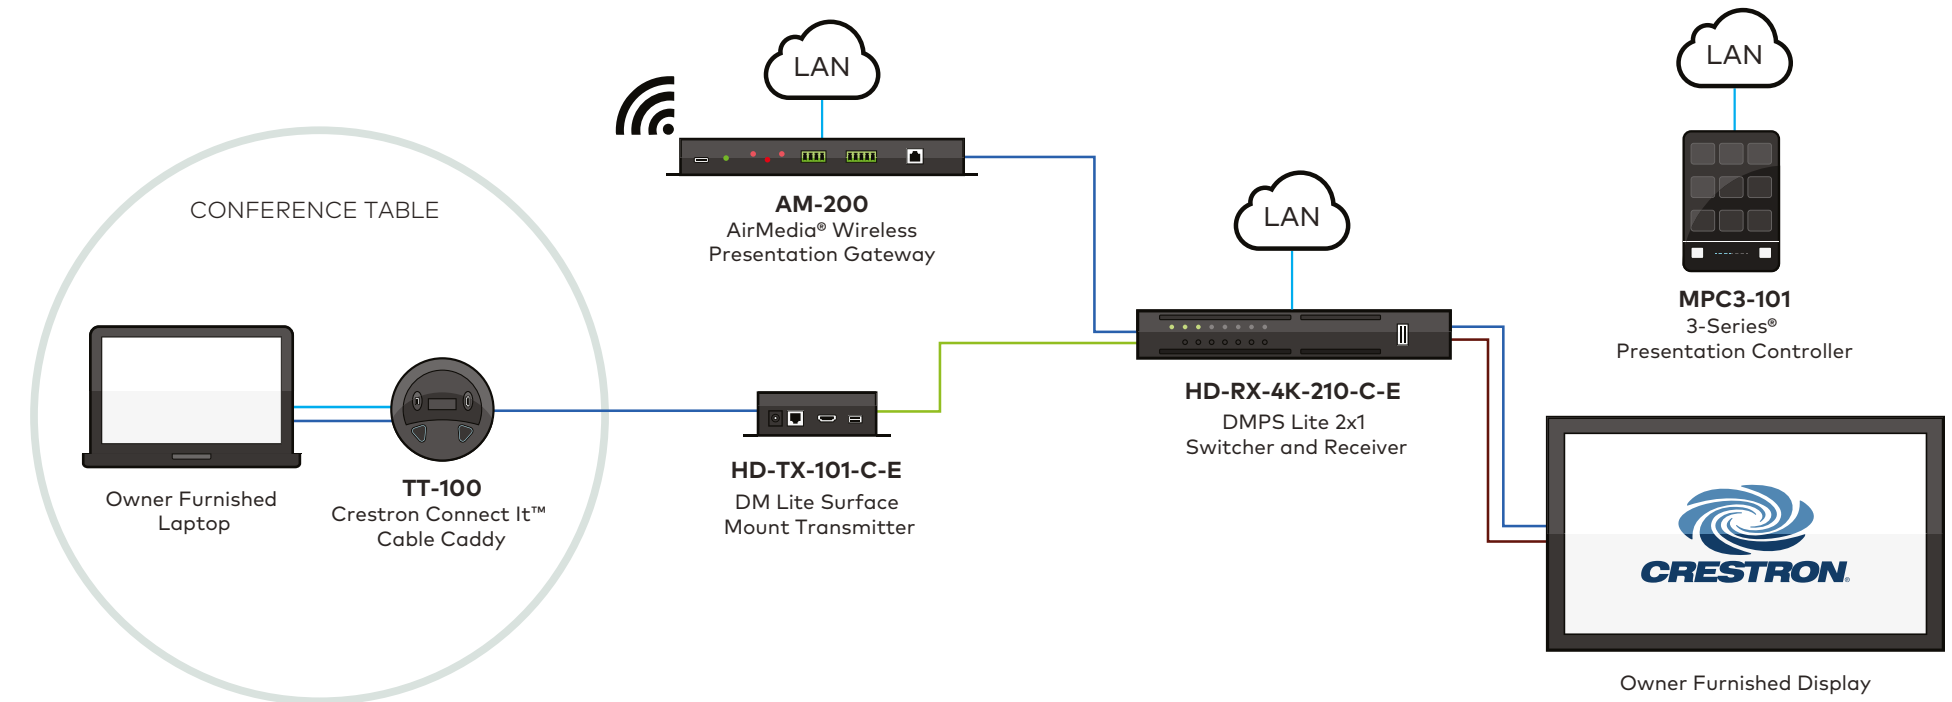 LAN
LAN
CONFERENCE TABLE
AM-200
AirMedia® Wireless
Presentation Gateway
LAN
MPC3-101
3-Series®
Presentation Controller
HD-RX-4K-210-C-E
DMPS Lite 2x1
Switcher and Receiver
HD-TX-101-C-E
DM Lite Surface
Mount Transmitter
TT-100
Crestron Connect It™
Cable Caddy
Owner Furnished
Laptop
CRESTRON®
Owner Furnished Display